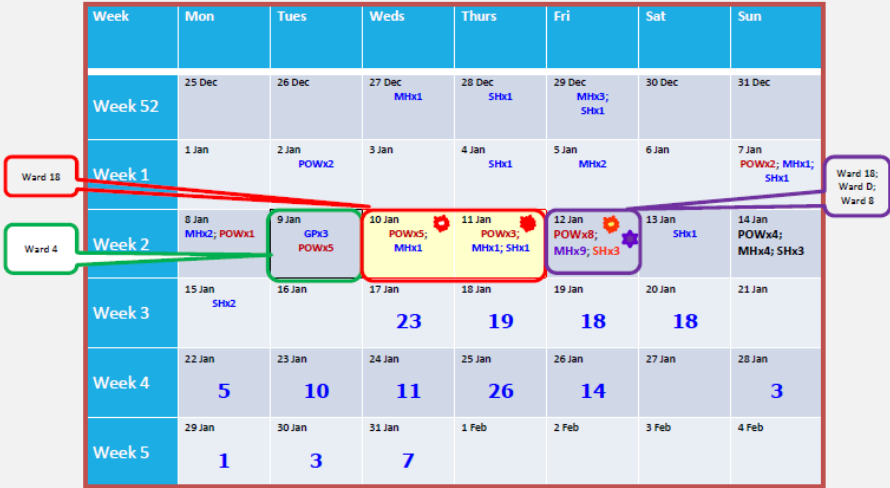 Week Mon Tues Weds Thurs Fri Sat Sun
Week 52
25 Dec
26 Dec
27 Dec
MHx1
28 Dec
SHx1
29 Dec
MHx3;
SHx1
30 Dec
31 Dec
Week 1
1 Jan
2 Jan
POWx2
3 Jan
4 Jan
SHx1
5 Jan
MHx2
6 Jan
7 Jan
POWx2; MHx1;
SHx1
Ward 18
Ward 18;
Ward D;
Ward 8
Week 2
8 Jan
MHx2; POWx1
9 Jan
GPx3
POWx5
10 Jan
POWx5;
MHx1
11 Jan
POWx3;
MHx1; SHx1
12 Jan
POWx8;
MHx9; SHx3
13 Jan
SHx1
14 Jan
POWx4;
MHx4; SHx3
Ward 4
Week 3
15 Jan
SHx2
16 Jan
17 Jan
23
18 Jan
19
19 Jan
18
20 Jan
18
21 Jan
Week 4
22 Jan
5
23 Jan
10
24 Jan
11
25 Jan
26
26 Jan
14
27 Jan
28 Jan
3
Week 5
29 Jan
1
30 Jan
3
31 Jan
7
1 Feb
2 Feb
3 Feb
4 Feb